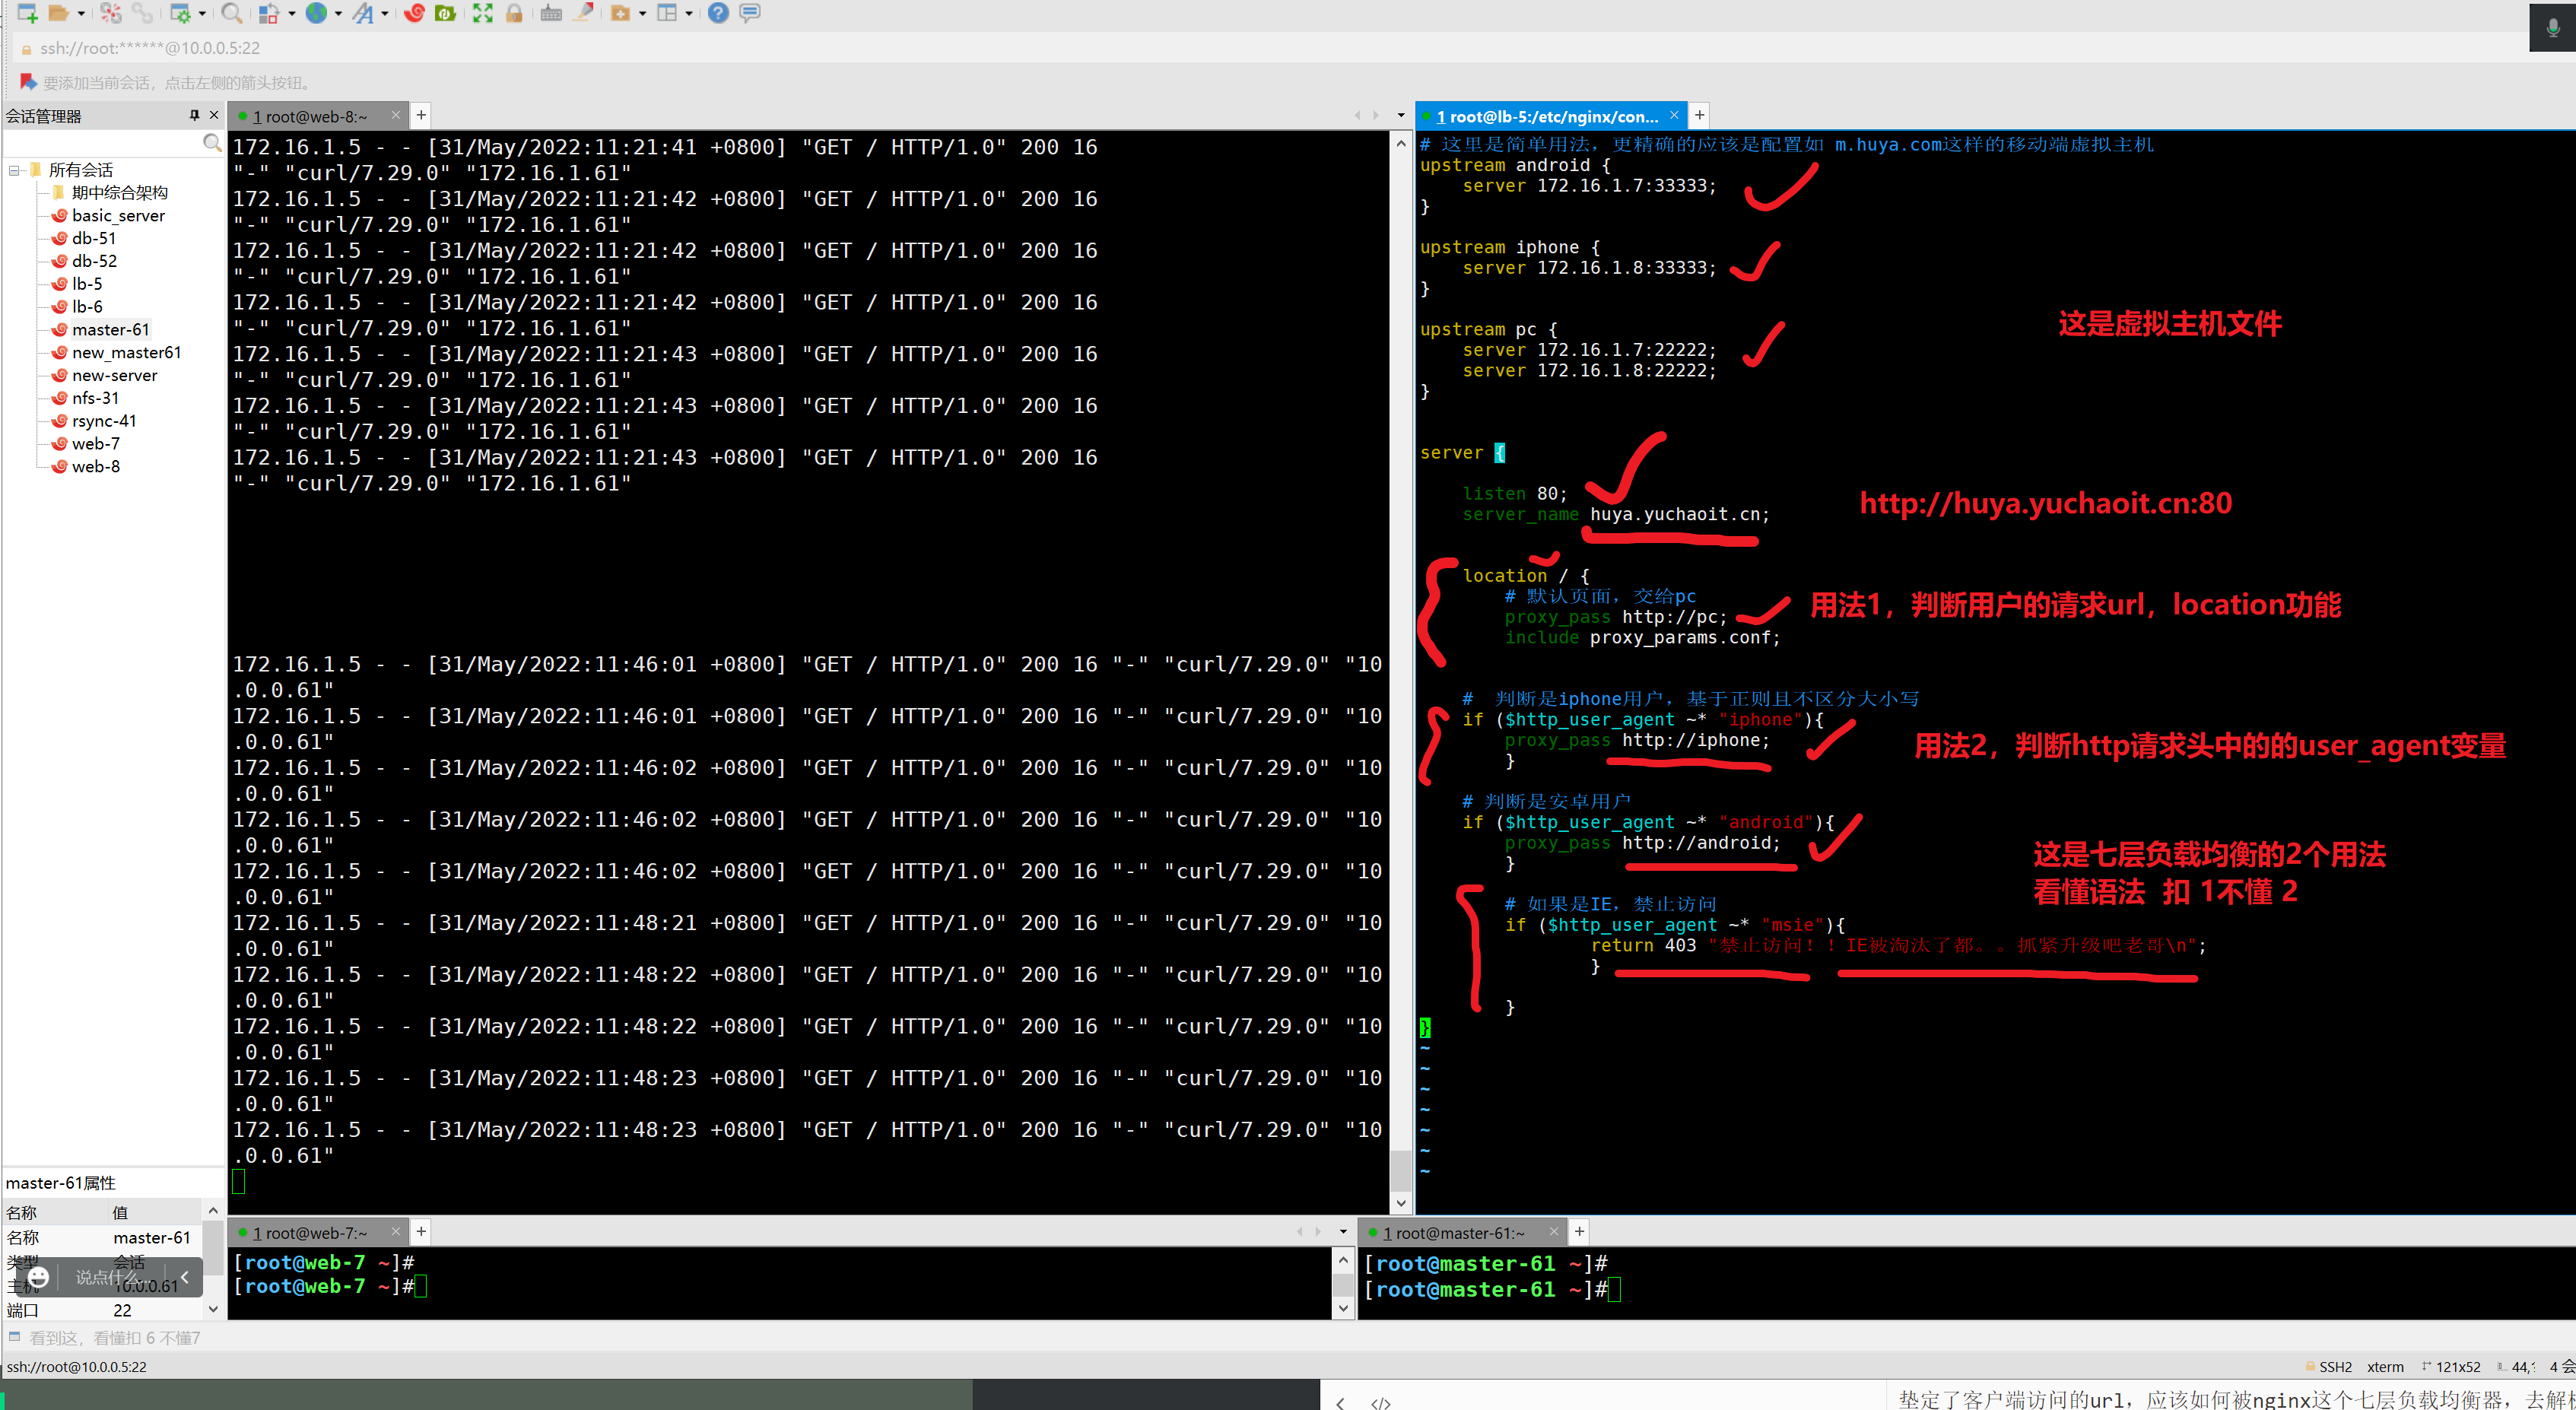 ssh://root:******@10.0.0.5:22
要添加当前会话，点击左侧的箭头按钮。
会话管理器
所有会话
期中综合架构
basic_server
db-51
db-52
lb-5
lb-6
master-61
new_master61
new-server
nfs-31
rsync-41
web-7
web-8
master-61属性
名称 值
名称 master-61
类型 会话
主机 10.0.0.61
端口 22
说点什么...
1 root@web-8:~
172.16.1.5 - - [31/May/2022:11:21:41 +0800] "GET / HTTP/1.0" 200 16
"-" "curl/7.29.0" "172.16.1.61"
172.16.1.5 - - [31/May/2022:11:21:42 +0800] "GET / HTTP/1.0" 200 16
"-" "curl/7.29.0" "172.16.1.61"
172.16.1.5 - - [31/May/2022:11:21:42 +0800] "GET / HTTP/1.0" 200 16
"-" "curl/7.29.0" "172.16.1.61"
172.16.1.5 - - [31/May/2022:11:21:42 +0800] "GET / HTTP/1.0" 200 16
"-" "curl/7.29.0" "172.16.1.61"
172.16.1.5 - - [31/May/2022:11:21:43 +0800] "GET / HTTP/1.0" 200 16
"-" "curl/7.29.0" "172.16.1.61"
172.16.1.5 - - [31/May/2022:11:21:43 +0800] "GET / HTTP/1.0" 200 16
"-" "curl/7.29.0" "172.16.1.61"
172.16.1.5 - - [31/May/2022:11:21:43 +0800] "GET / HTTP/1.0" 200 16
"-" "curl/7.29.0" "172.16.1.61"
172.16.1.5 - - [31/May/2022:11:46:01 +0800] "GET / HTTP/1.0" 200 16 "-" "curl/7.29.0" "10
.0.0.61"
172.16.1.5 - - [31/May/2022:11:46:01 +0800] "GET / HTTP/1.0" 200 16 "-" "curl/7.29.0" "10
.0.0.61"
172.16.1.5 - - [31/May/2022:11:46:02 +0800] "GET / HTTP/1.0" 200 16 "-" "curl/7.29.0" "10
.0.0.61"
172.16.1.5 - - [31/May/2022:11:46:02 +0800] "GET / HTTP/1.0" 200 16 "-" "curl/7.29.0" "10
.0.0.61"
172.16.1.5 - - [31/May/2022:11:46:02 +0800] "GET / HTTP/1.0" 200 16 "-" "curl/7.29.0" "10
.0.0.61"
172.16.1.5 - - [31/May/2022:11:48:21 +0800] "GET / HTTP/1.0" 200 16 "-" "curl/7.29.0" "10
.0.0.61"
172.16.1.5 - - [31/May/2022:11:48:22 +0800] "GET / HTTP/1.0" 200 16 "-" "curl/7.29.0" "10
.0.0.61"
172.16.1.5 - - [31/May/2022:11:48:22 +0800] "GET / HTTP/1.0" 200 16 "-" "curl/7.29.0" "10
.0.0.61"
172.16.1.5 - - [31/May/2022:11:48:23 +0800] "GET / HTTP/1.0" 200 16 "-" "curl/7.29.0" "10
.0.0.61"
172.16.1.5 - - [31/May/2022:11:48:23 +0800] "GET / HTTP/1.0" 200 16 "-" "curl/7.29.0" "10
.0.0.61"
1 root@lb-5:/etc/nginx/con...
# 这里是简单用法，更精确的应该是配置如 m.huya.com这样的移动端虚拟主机
upstream android {
server 172.16.1.7:33333;
}
upstream iphone {
server 172.16.1.8:33333;
}
这是虚拟主机文件
upstream pc {
server 172.16.1.7:22222;
server 172.16.1.8:22222;
}
server {
listen 80;
server_name huya.yuchaoit.cn;
http://huya.yuchaoit.cn:80
location / {
# 默认页面，交给pc
proxy_pass http://pc;
include proxy_params.conf;
用法1，判断用户的请求url，location功能
# 判断是iphone用户，基于正则且不区分大小写
if ($http_user_agent ~* "iphone"){
proxy_pass http://iphone;
}
用法2，判断http请求头中的的user_agent变量
# 判断是安卓用户
if ($http_user_agent ~* "android"){
proxy_pass http://android;
}
这是七层负载均衡的2个用法
看懂语法 扣 1不懂 2
# 如果是IE，禁止访问
if ($http_user_agent ~* "msie"){
return 403 "禁止访问！！IE被淘汰了都。。抓紧升级吧老哥\n";
}
}
}
~
~
~
~
~
~
~
1 root@web-7:~
[root@web-7 ~]#
[root@web-7 ~]#
1 root@master-61:~
[root@master-61 ~]#
[root@master-61 ~]#
看到这，看懂扣 6 不懂7
ssh://root@10.0.0.5:22
SSH2 xterm 121x52 44, 4 会
垫定了客户端访问的url，应该如何被nginx这个七层负载均衡器，去解